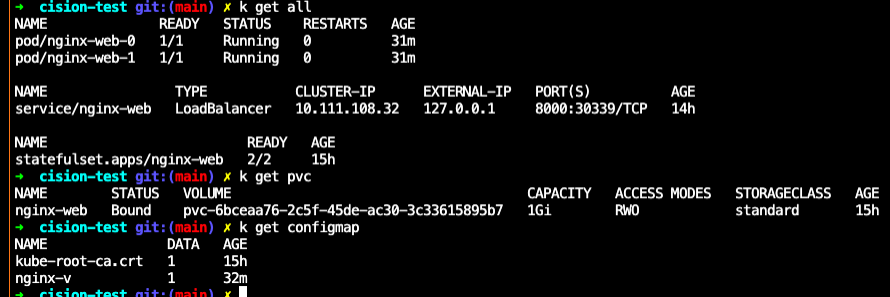 ➜ cision-test git:(main) ✗ k get all
NAME READY STATUS RESTARTS AGE
pod/nginx-web-0 1/1 Running 0 31m
pod/nginx-web-1 1/1 Running 0 31m
NAME TYPE CLUSTER-IP EXTERNAL-IP PORT(S) AGE
service/nginx-web LoadBalancer 10.111.108.32 127.0.0.1 8000:30339/TCP 14h
NAME READY AGE
statefulset.apps/nginx-web 2/2 15h
➜ cision-test git:(main) ✗ k get pvc
NAME STATUS VOLUME CAPACITY ACCESS MODES STORAGECLASS AGE
nginx-web Bound pvc-6bceaa76-2c5f-45de-ac30-3c33615895b7 1Gi RWO standard 15h
➜ cision-test git:(main) ✗ k get configmap
NAME DATA AGE
kube-root-ca.crt 1 15h
nginx-v 1 32m
➜ cision-test git:(main) ✗